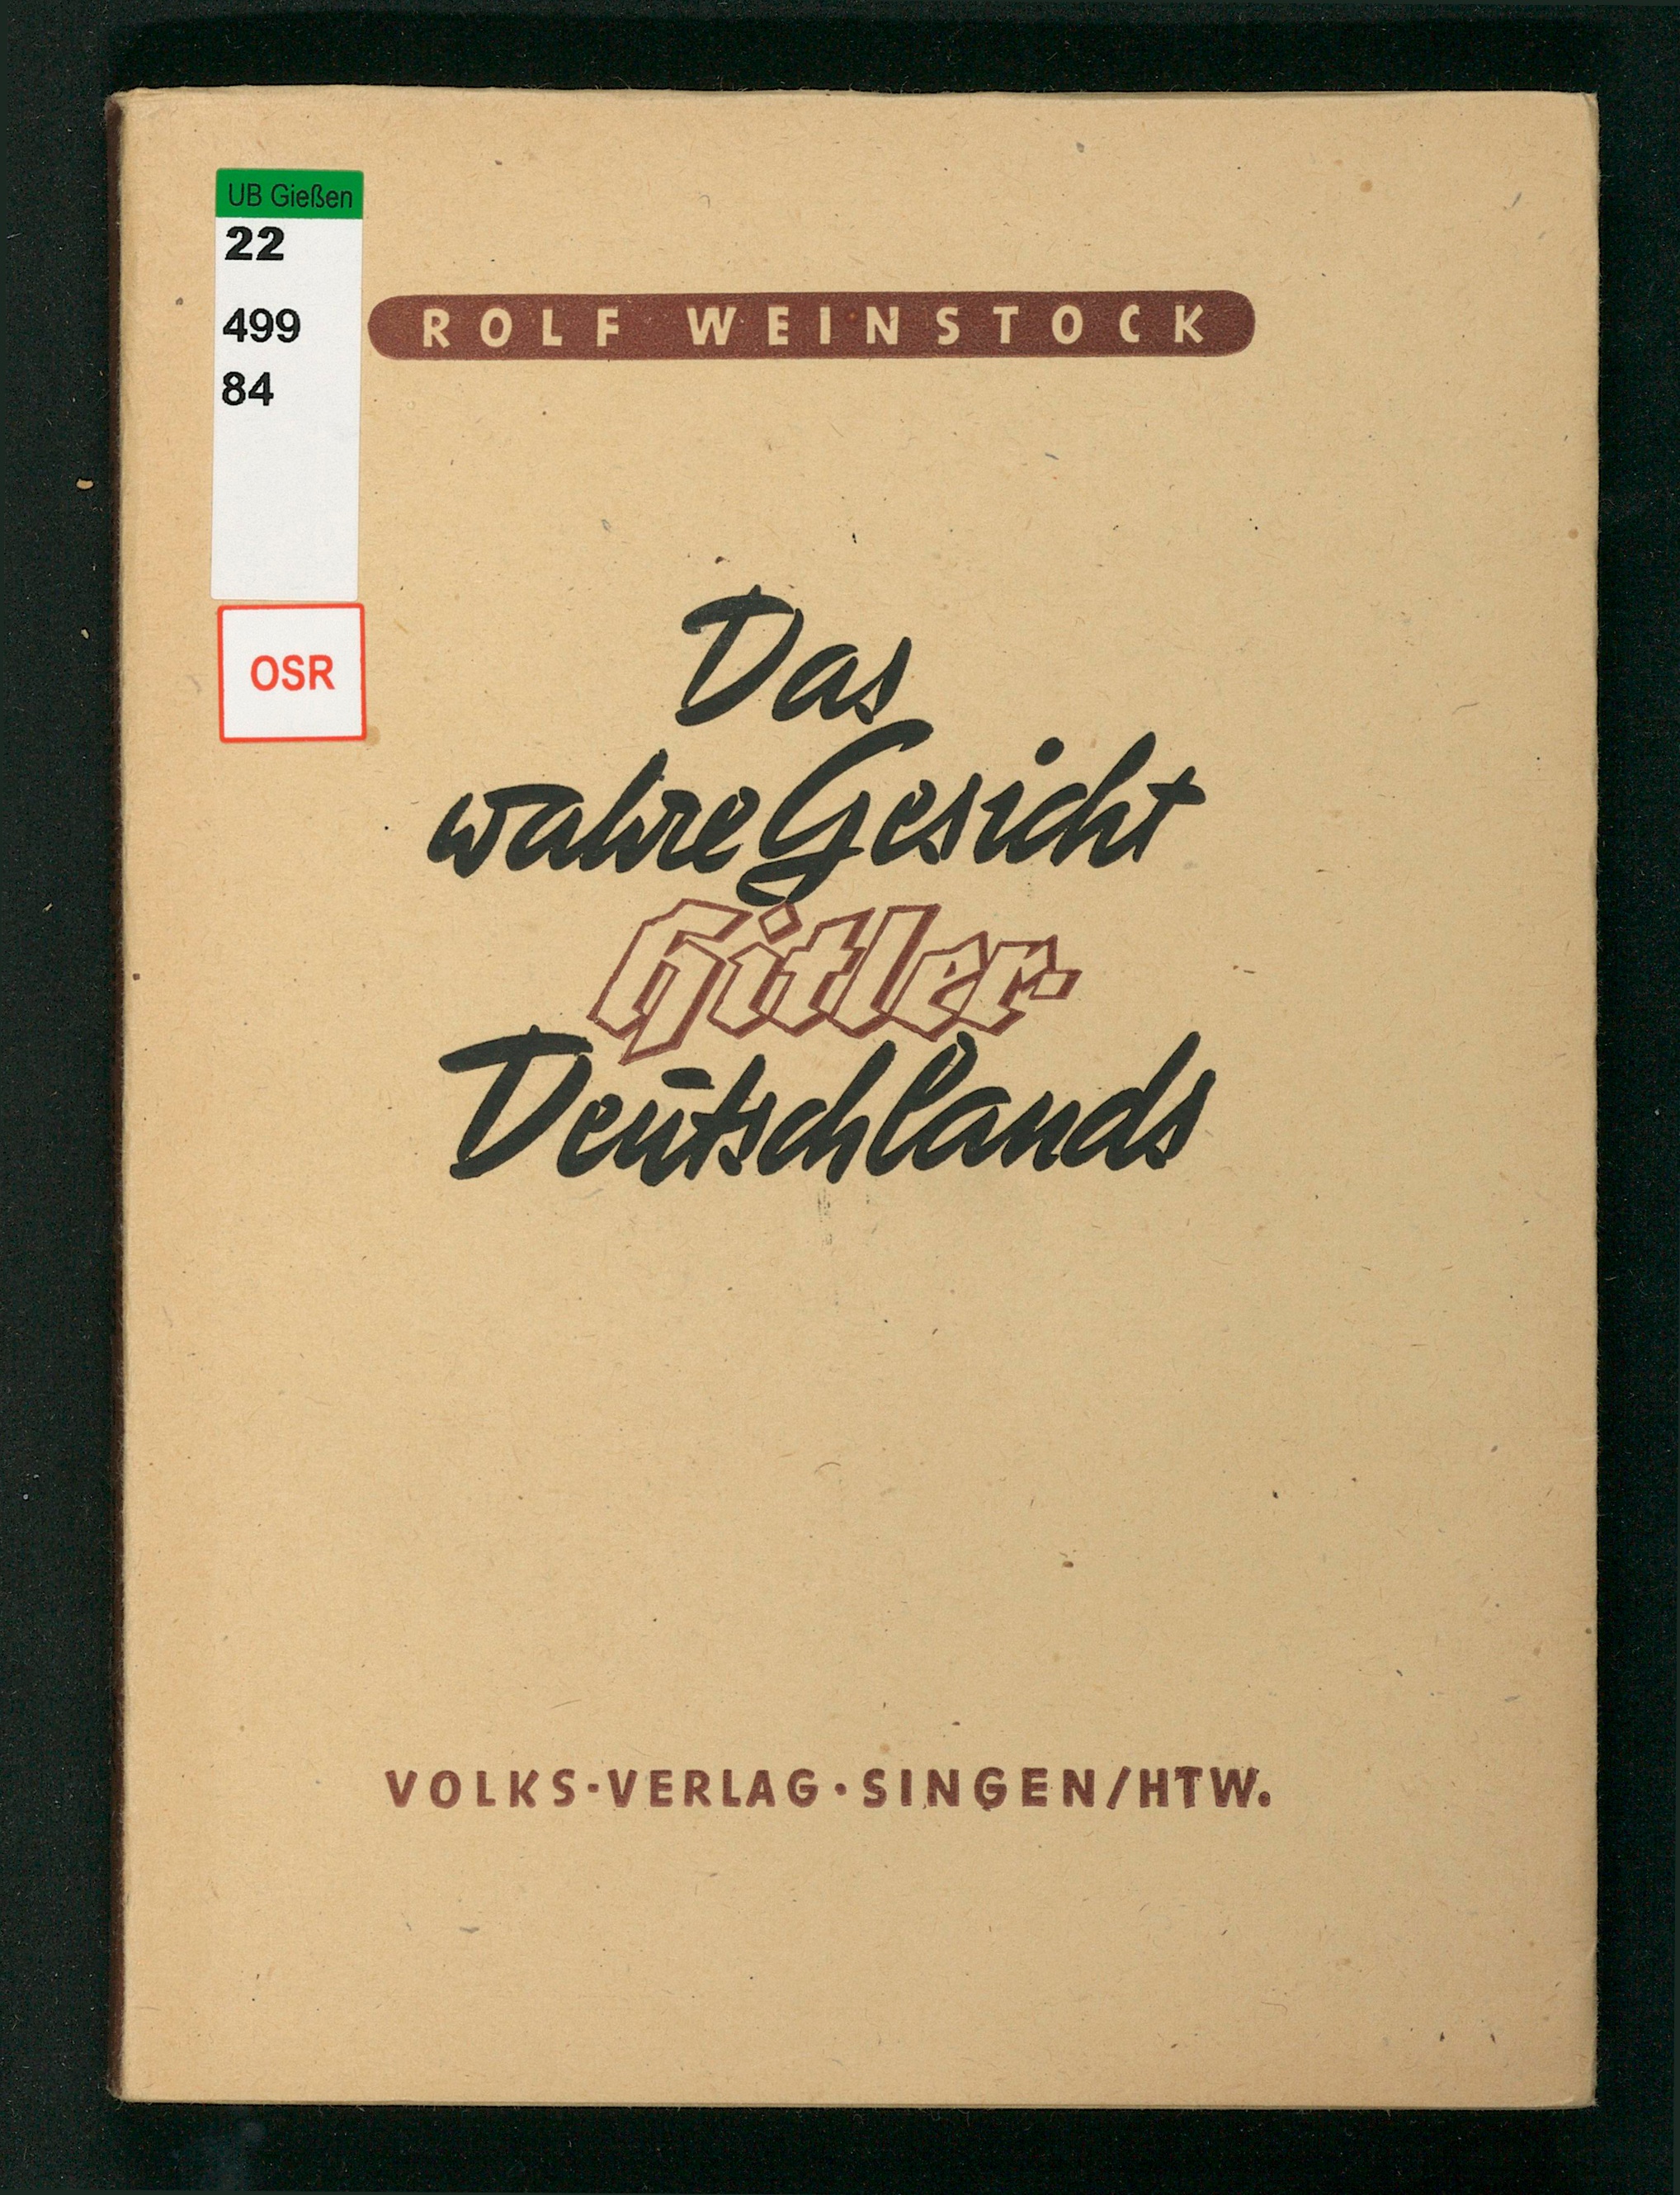 UB Gießen
22
499
84
OSR
ROLF WEINSTOCK
Das
wahre Gesicht
Hitler-
Deutschlands
VOLKS·VERLAG·SINGEN/HTW.